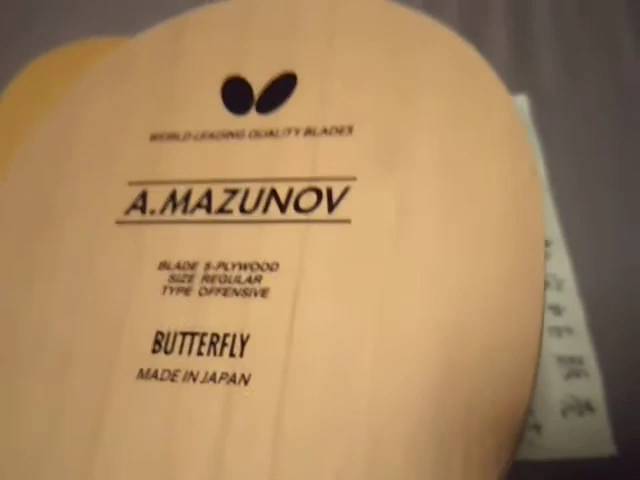 WORLD LEADING QUALITY BLADES
A.MAZUNOV
BLADE 5-PLYWOOD
SIZE REGULAR
TYPE OFFENSIVE
BUTTERFLY
MADE IN JAPAN